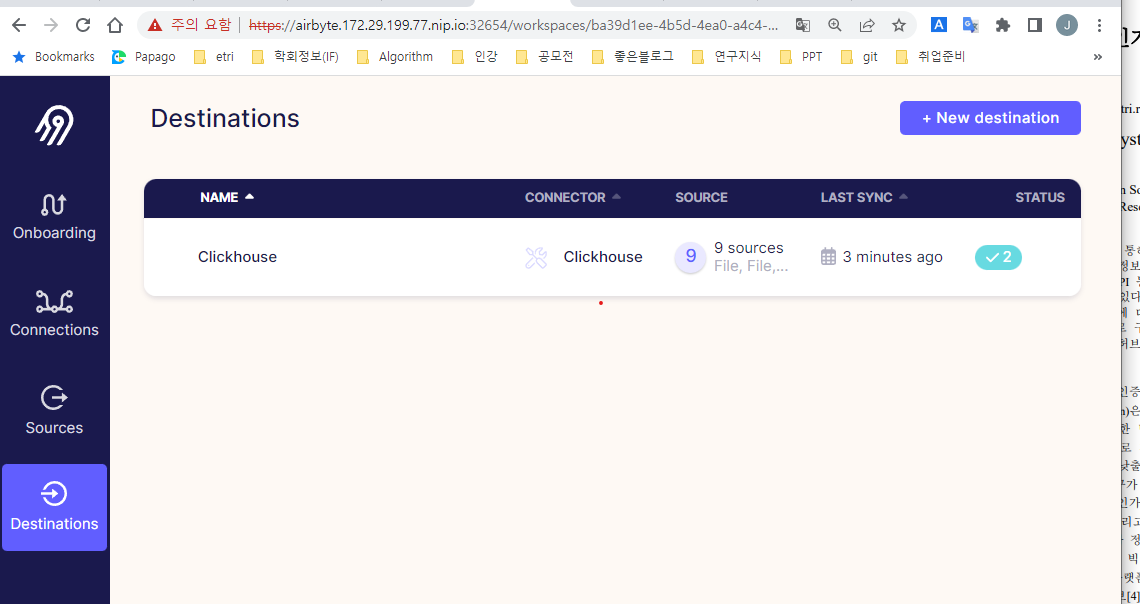 주의 요함 | https://airbyte.172.29.199.77.nip.io:32654/workspaces/ba39d1ee-4b5d-4ea0-a4c4-...
Bookmarks Papago etri 학회정보(IF) Algorithm 인강 공모전 좋은블로그 연구지식 PPT git 취업준비 »
J
Destinations
+ New destination
Onboarding
Connections
Sources
Destinations
NAME CONNECTOR SOURCE LAST SYNC STATUS
Clickhouse Clickhouse 9 9 sources 3 minutes ago 2
File, File,...